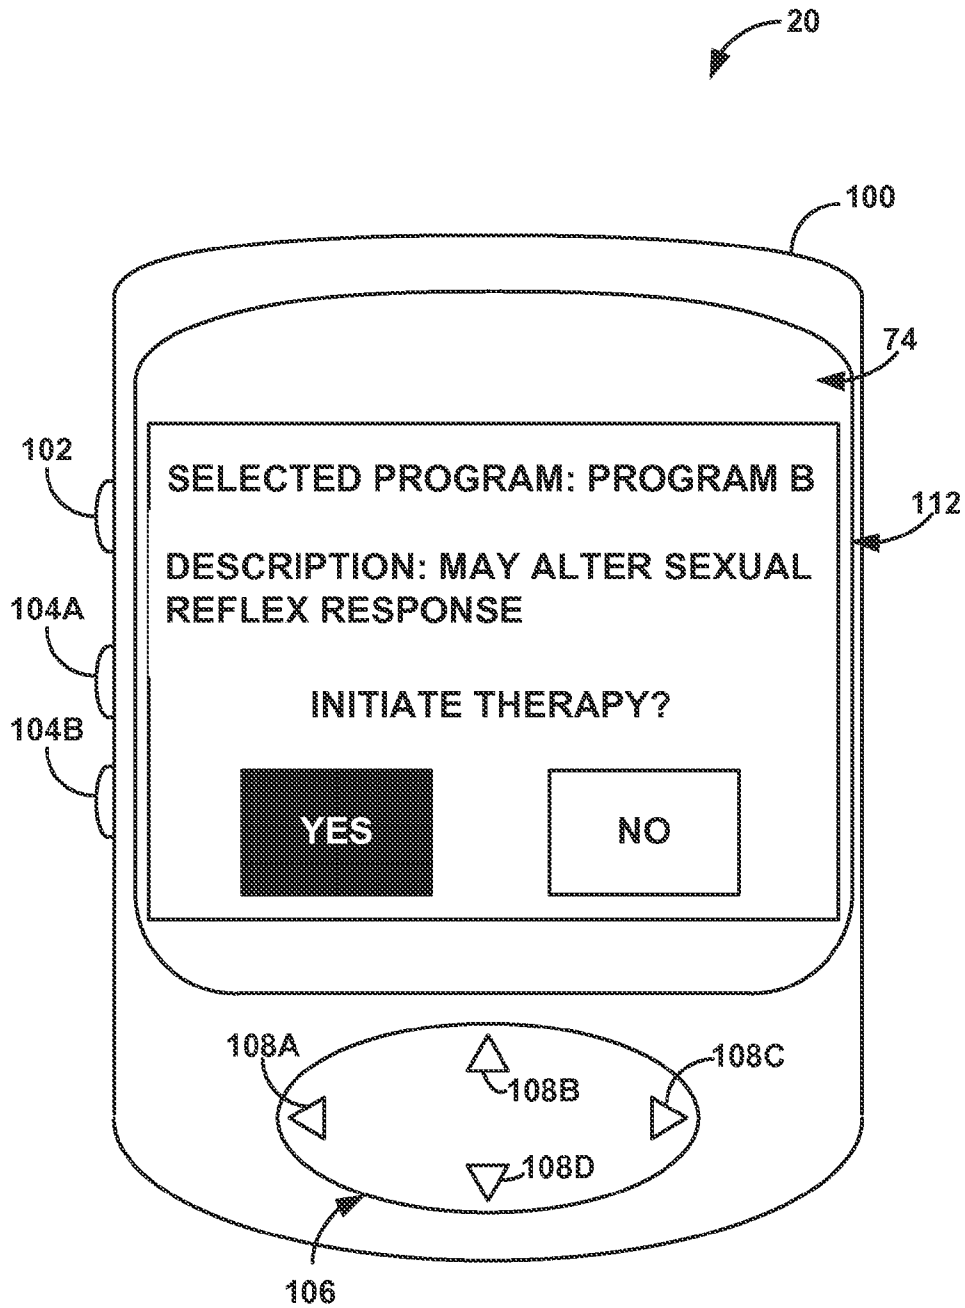 20
100
74
102
SELECTED PROGRAM: PROGRAM B
112
DESCRIPTION: MAY ALTER SEXUAL
REFLEX RESPONSE
104A
INITIATE THERAPY?
104B
YES
NO
108A
108B
108C
108D
106